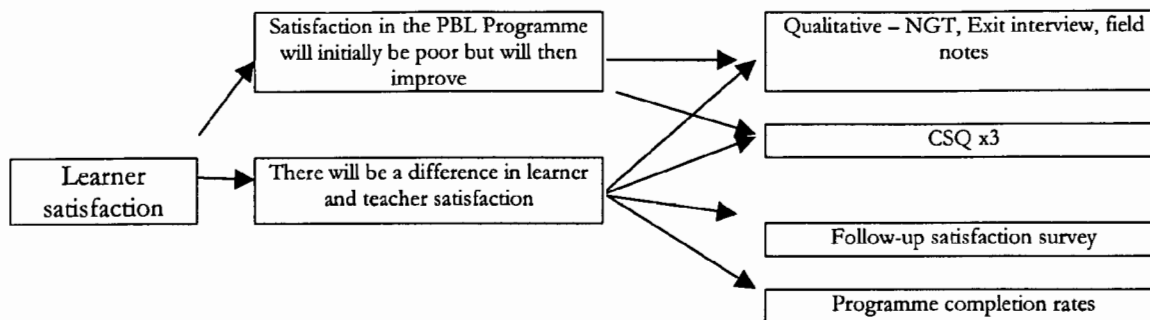 Satisfaction in the PBL Programme
will initially be poor but will then
improve
Qualitative – NGT, Exit interview, field
notes
CSQ x3
Learner
satisfaction
There will be a difference in learner
and teacher satisfaction
Follow-up satisfaction survey
Programme completion rates